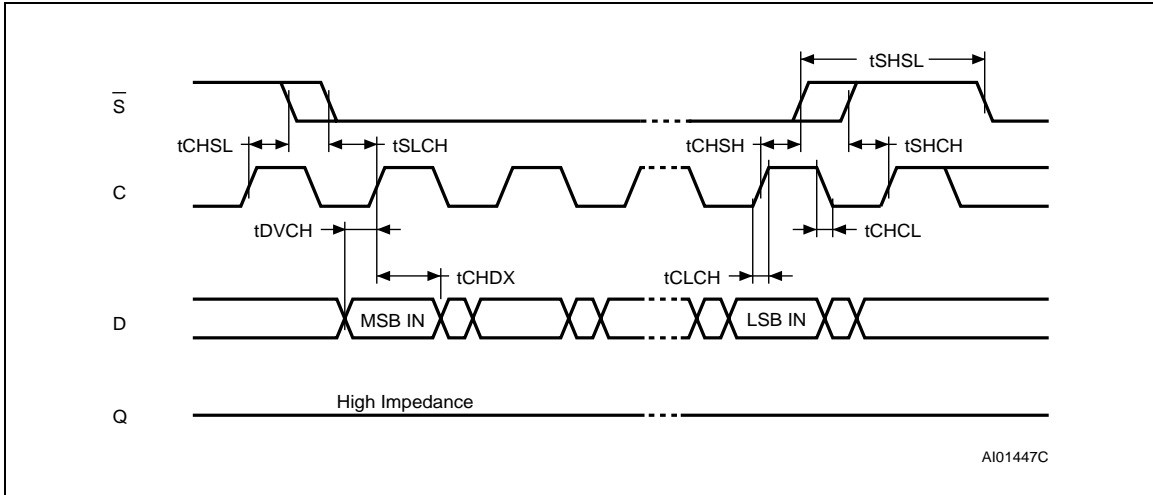 tSHSL
S̅
tCHSL
tSLCH
tCHSH
tSHCH
C
tDVCH
tCHCL
tCHDX
tCLCH
D
MSB IN
LSB IN
High Impedance
Q
AI01447C